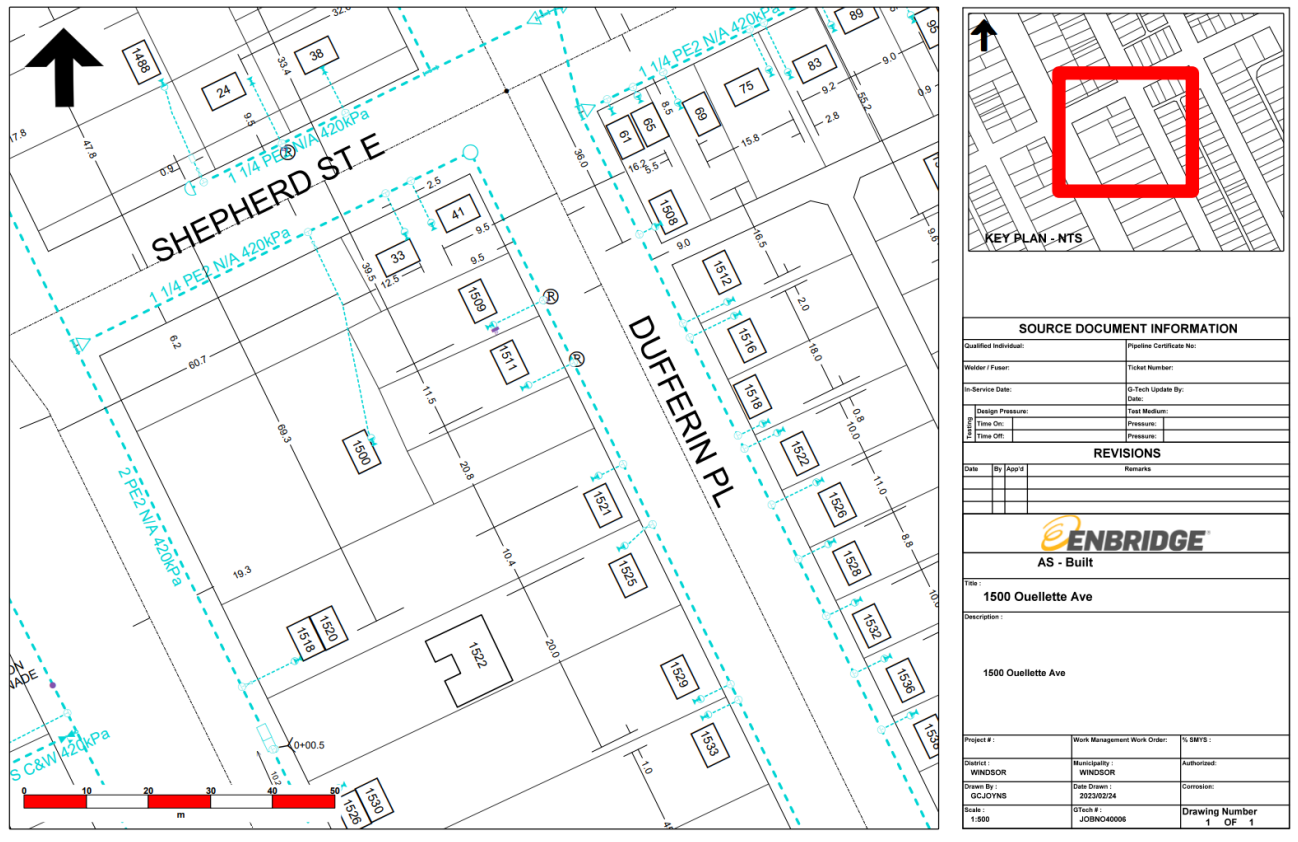 32.0
1488
38
24
33.4
9.5
17.8
47.8
0.9
1 1/4 PE2 N/A 420kPa
R
SHEPHERD ST E
1 1/4 PE2 N/A 420kPa
2.5
41
33
9.5
9.5
39.5
12.5
1509
R
1511
R
6.2
60.7
11.5
69.3
1500
20.8
2 PE2 N/A 420kPa
19.3
10.4
1521
1525
1518
1520
1522
20.0
1529
1533
0+00.5
10.2
S C&W 420kPa
1526
1530
1.0
1 1/4 PE2 N/A 420kPa
89
95
83
75
9.0
9.2
55.2
0.9
2.8
15.8
8.5
69
65
61
36.0
16.2
5.5
1508
9.0
16.5
9.6
1512
2.0
1516
18.0
DUFFERIN PL
1518
0.8
10.0
1522
11.0
1526
8.8
1528
10.0
1532
1536
1538
0 10 20 30 40 50
m
KEY PLAN - NTS
SOURCE DOCUMENT INFORMATION
Qualified Individual: Pipeline Certificate No:
Welder / Fuser: Ticket Number:
In-Service Date: G-Tech Update By:
Date:
Testing
Design Pressure: Test Medium:
Time On: Pressure:
Time Off: Pressure:
REVISIONS
Date By App'd Remarks
ENBRIDGE
AS - Built
Title :
1500 Ouellette Ave
Description :
1500 Ouellette Ave
Project # : Work Management Work Order: % SMYS :
District : Municipality : Authorized:
WINDSOR WINDSOR
Drawn By : Date Drawn : Corrosion:
GCJOYNS 2023/02/24
Scale : GTech # : Drawing Number
1:500 JOBNO40006 1 OF 1